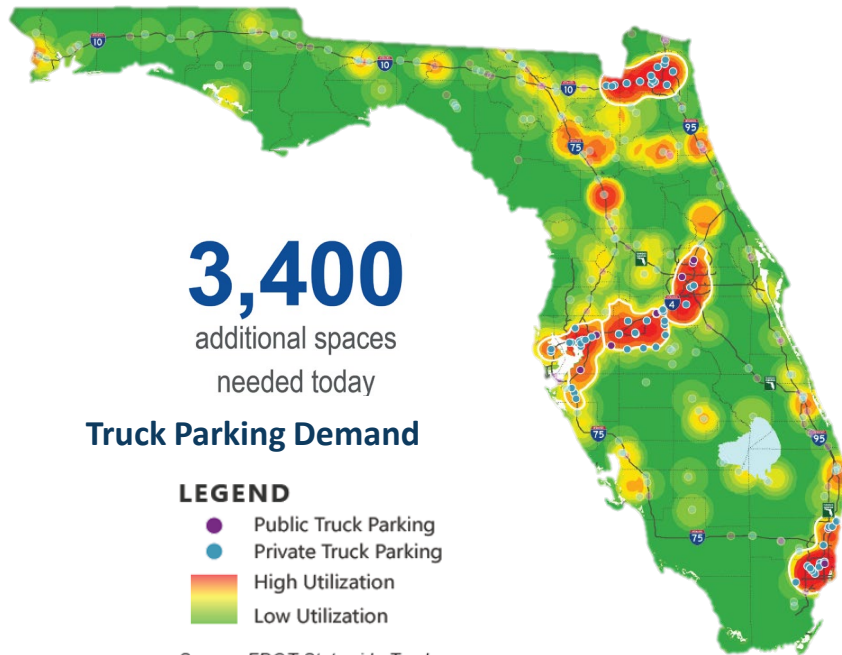 10
10
10
95
75
4
3,400
additional spaces
needed today
Truck Parking Demand
75
95
75
LEGEND
Public Truck Parking
Private Truck Parking
High Utilization
Low Utilization